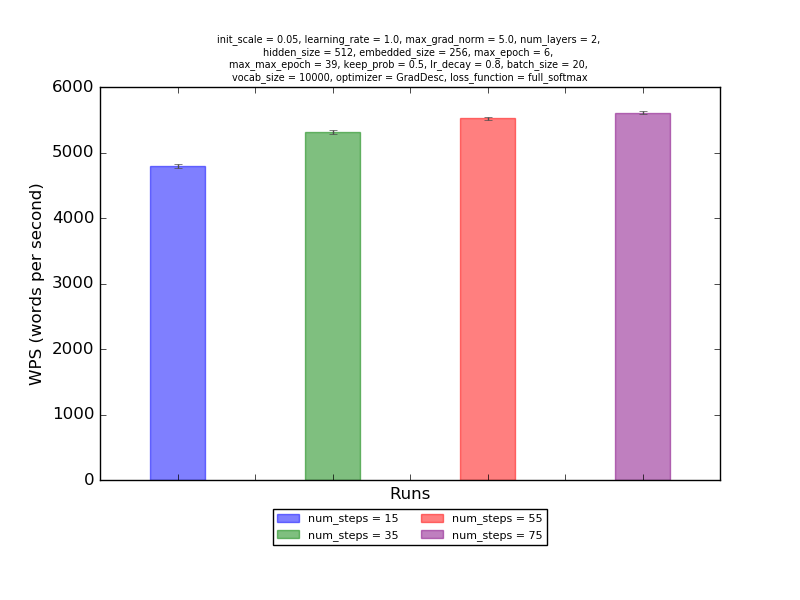 init_scale = 0.05, learning_rate = 1.0, max_grad_norm = 5.0, num_layers = 2,
hidden_size = 512, embedded_size = 256, max_epoch = 6,
max_max_epoch = 39, keep_prob = 0.5, lr_decay = 0.8, batch_size = 20,
vocab_size = 10000, optimizer = GradDesc, loss_function = full_softmax
6000
5000
4000
3000
2000
1000
0
WPS (words per second)
Runs
num_steps = 15
num_steps = 35
num_steps = 55
num_steps = 75